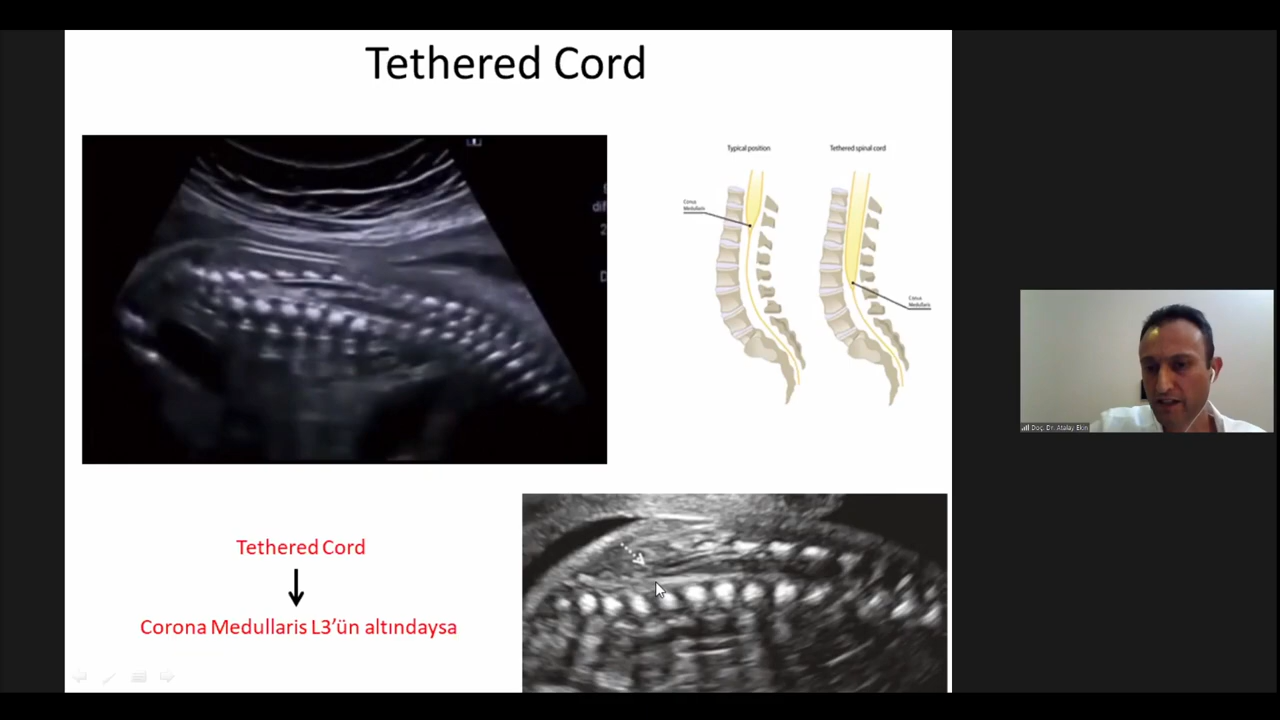 Tethered Cord
Typical position
Tethered spinal cord
Conus
Medullaris
Conus
Medullaris
Tethered Cord
Corona Medullaris L3'ün altındaysa
Doç. Dr. Atalay Ekin